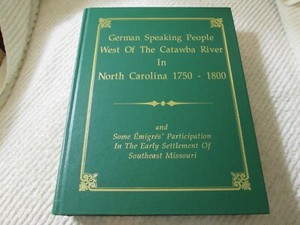 German Speaking People
West Of The Catawba River
In
North Carolina 1750 - 1800
and
Some Émigrés' Participation
In The Early Settlement Of
Southeast Missouri